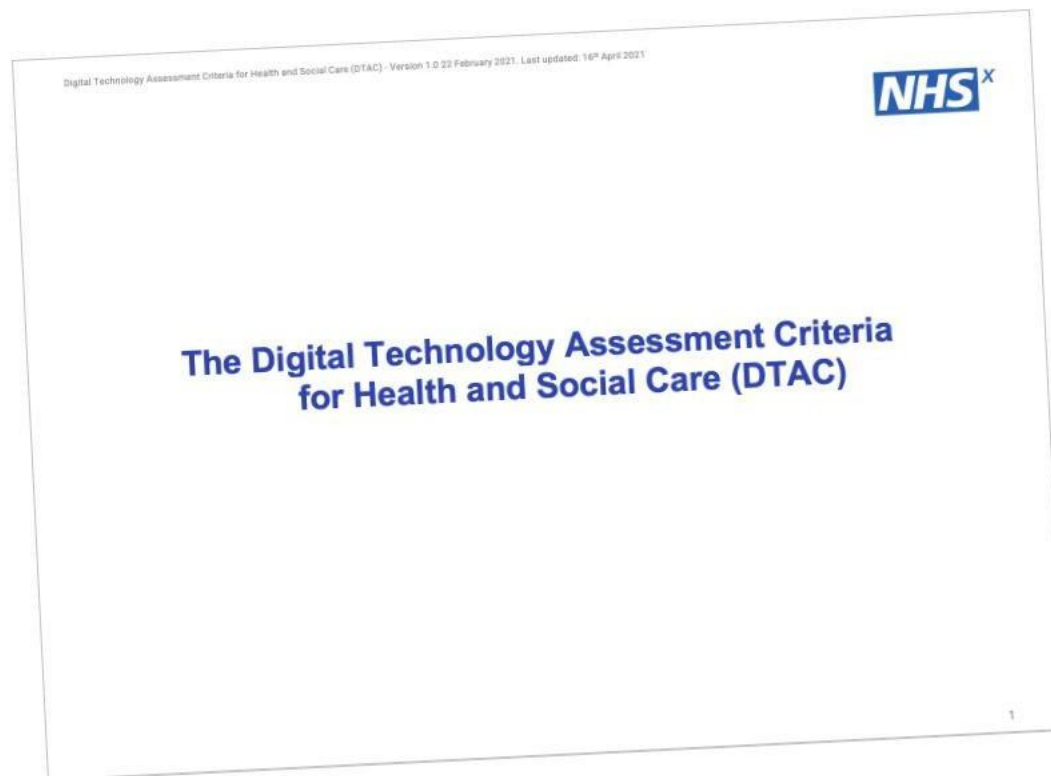 Digital Technology Assessment Criteria for Health and Social Care (DTAC) - Version 1.0 22 February 2021. Last updated: 16th April 2021
NHS X
The Digital Technology Assessment Criteria
for Health and Social Care (DTAC)
1